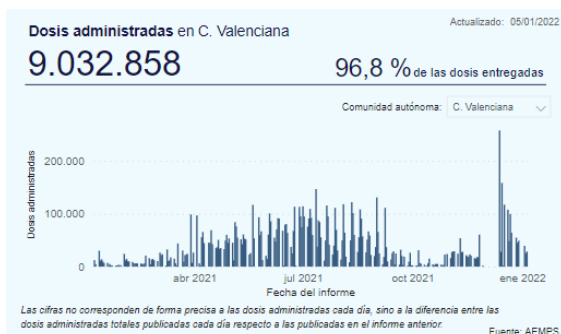 Actualizado: 05/01/2022
Dosis administradas en C. Valenciana
9.032.858
96,8 % de las dosis entregadas
Comunidad autónoma: C. Valenciana
Dosis administradas
200.000
100.000
0
abr 2021 jul 2021 oct 2021 ene 2022
Fecha del informe
Las cifras no corresponden de forma precisa a las dosis administradas cada día, sino a la diferencia entre las
dosis administradas totales publicadas cada día respecto a las publicadas en el informe anterior.
Fuente: AEMPS